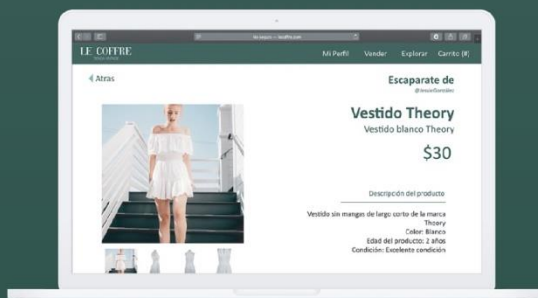 LE COFFRE
Mi Perfil Vender Explorar Carrito (#)
Atras
Escaparate de
Vestido Theory
Vestido blanco Theory
$30
Descripción del producto
Vestido sin mangas de largo corto de la marca
Theory
Color: Blanco
Edad del producto: 2 años
Condición: Excelente condición